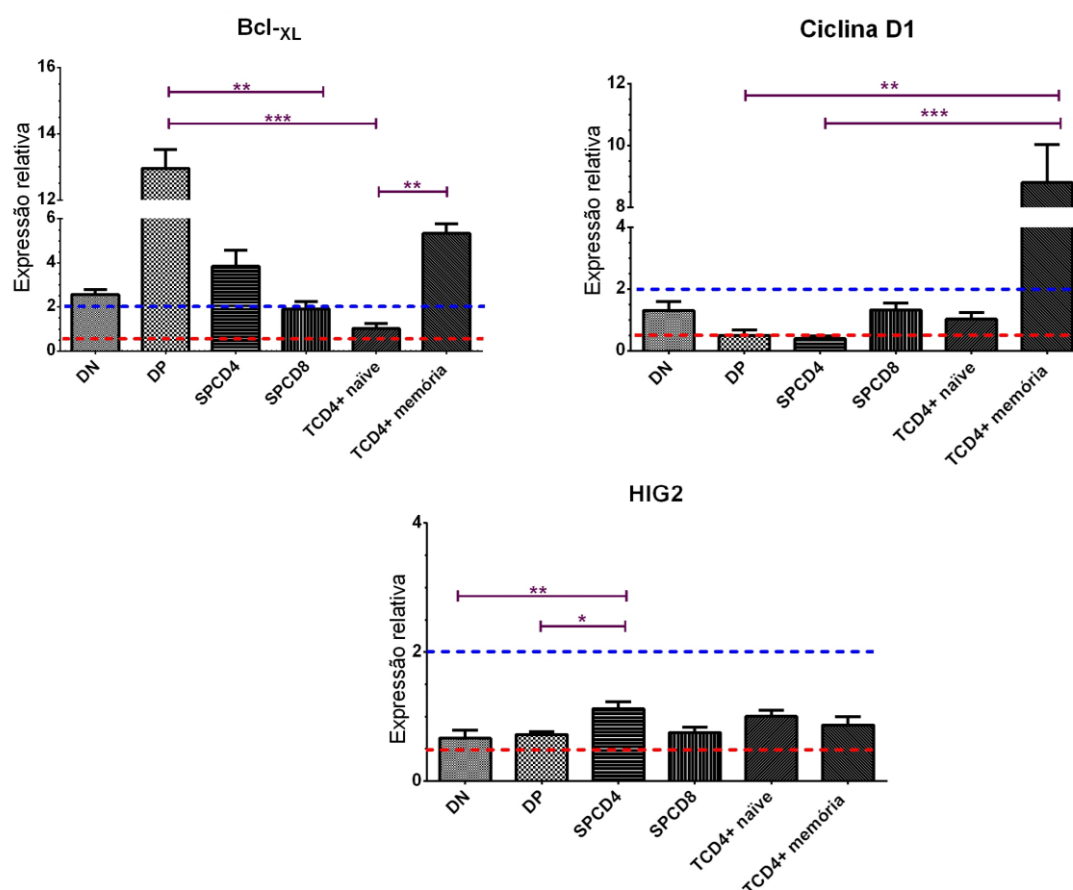 Bcl-XL
Expressão relativa
16
14
12
6
4
2
0
**
***
**
DN
DP
SPCD4
SPCD8
TCD4+ naïve
TCD4+ memória
Ciclina D1
Expressão relativa
12
10
8
4
2
0
**
***
DN
DP
SPCD4
SPCD8
TCD4+ naïve
TCD4+ memória
HIG2
Expressão relativa
4
2
0
**
*
DN
DP
SPCD4
SPCD8
TCD4+ naïve
TCD4+ memória